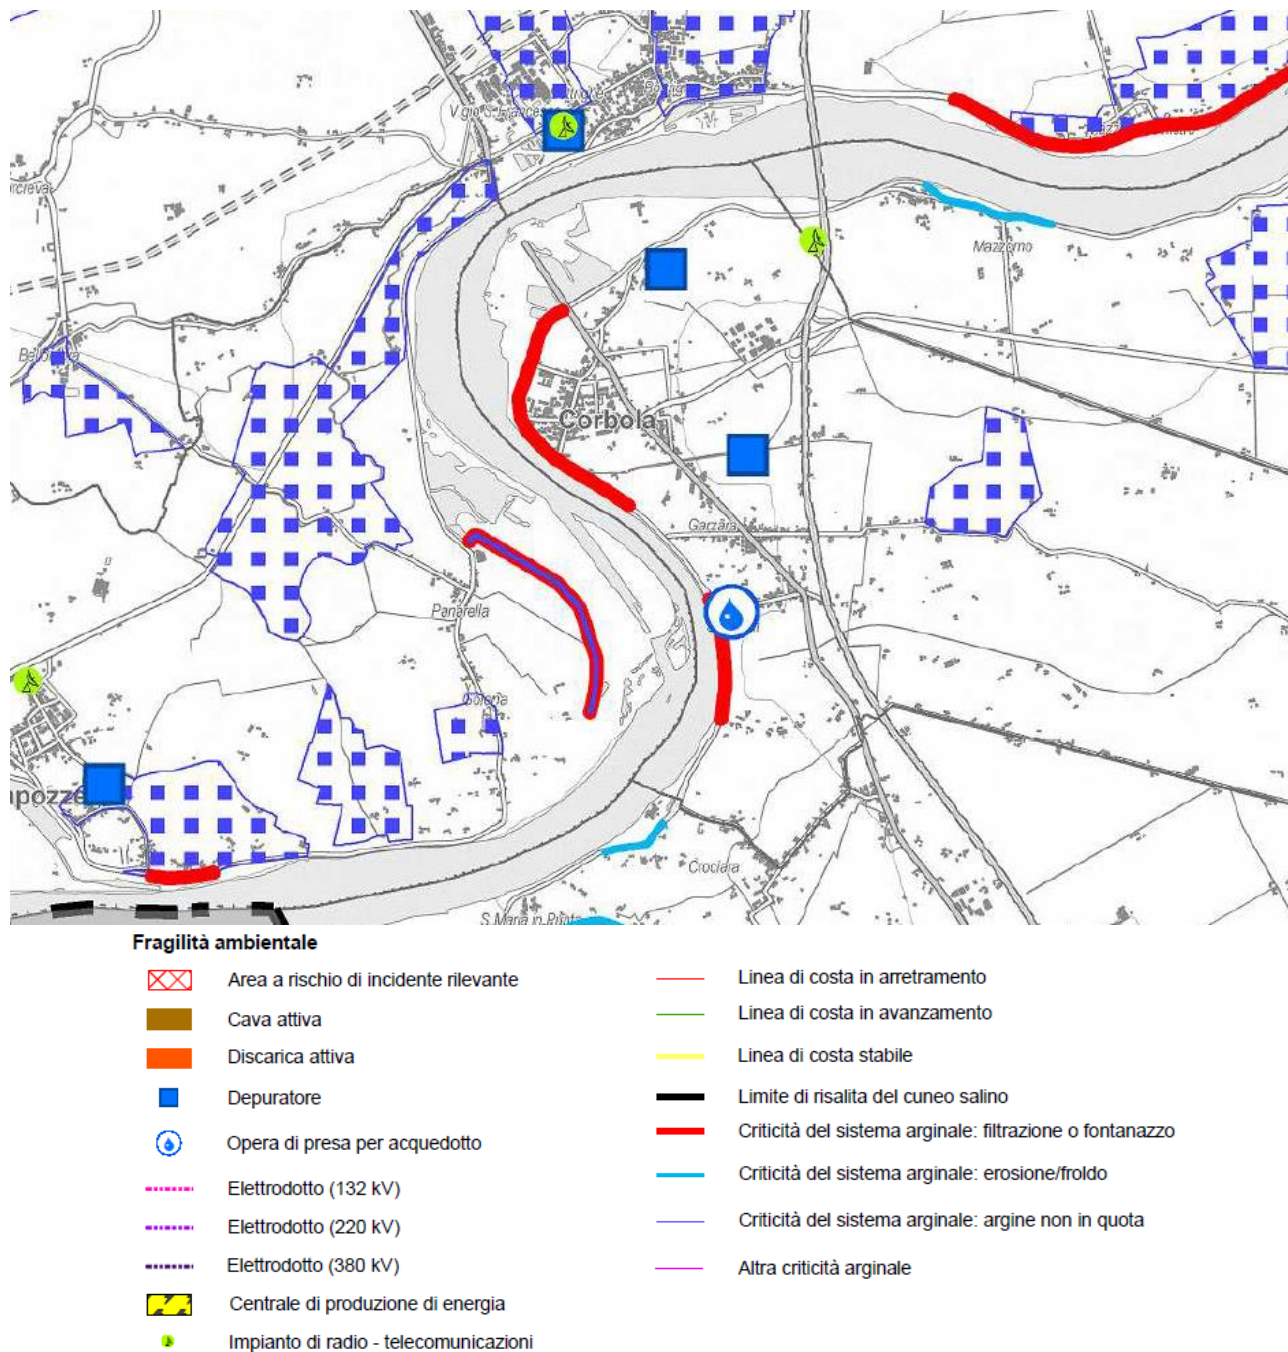 V.gio S. Frances
Mazzorno
Corbola
Garzara
Panarella
pozze
Crociara
S. Maria in Punta
Fragilità ambientale
Area a rischio di incidente rilevante
Cava attiva
Discarica attiva
Depuratore
Opera di presa per acquedotto
Elettrodotto (132 kV)
Elettrodotto (220 kV)
Elettrodotto (380 kV)
Centrale di produzione di energia
Impianto di radio - telecomunicazioni
Linea di costa in arretramento
Linea di costa in avanzamento
Linea di costa stabile
Limite di risalita del cuneo salino
Criticità del sistema arginale: filtrazione o fontanazzo
Criticità del sistema arginale: erosione/froldo
Criticità del sistema arginale: argine non in quota
Altra criticità arginale